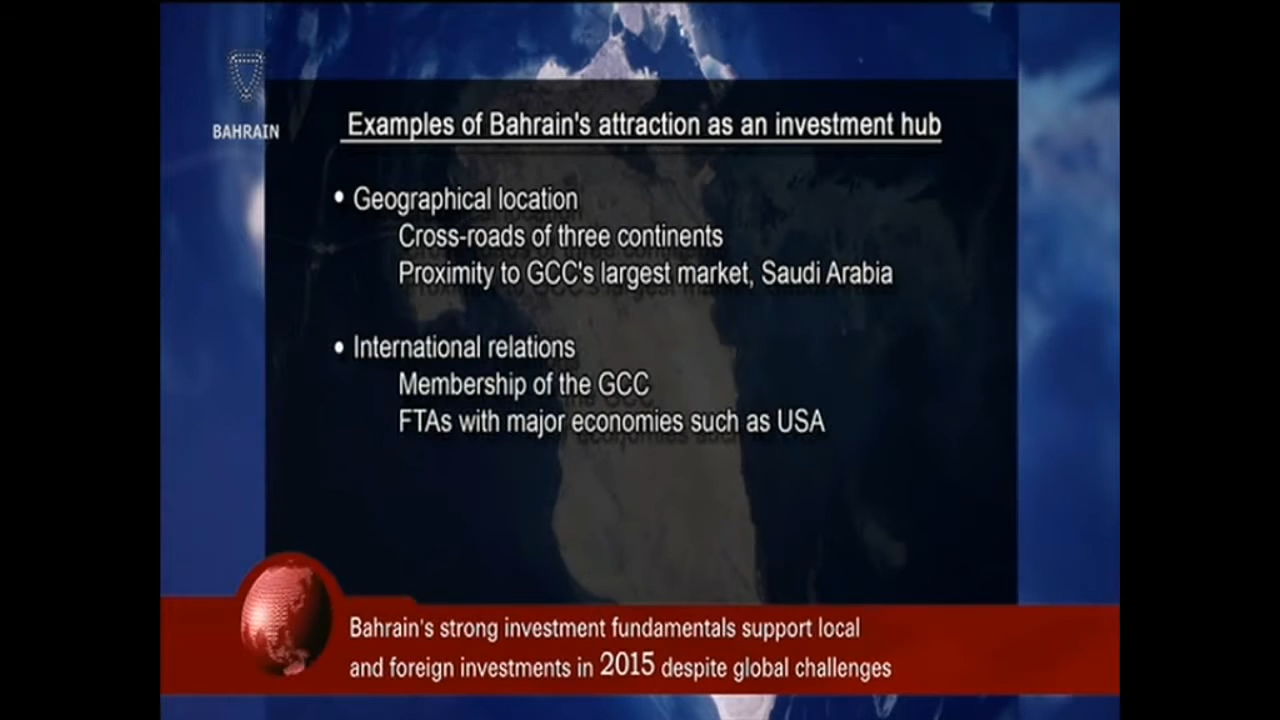 BAHRAIN
Examples of Bahrain's attraction as an investment hub
• Geographical location
Cross-roads of three continents
Proximity to GCC's largest market, Saudi Arabia
• International relations
Membership of the GCC
FTAs with major economies such as USA
Bahrain's strong investment fundamentals support local
and foreign investments in 2015 despite global challenges